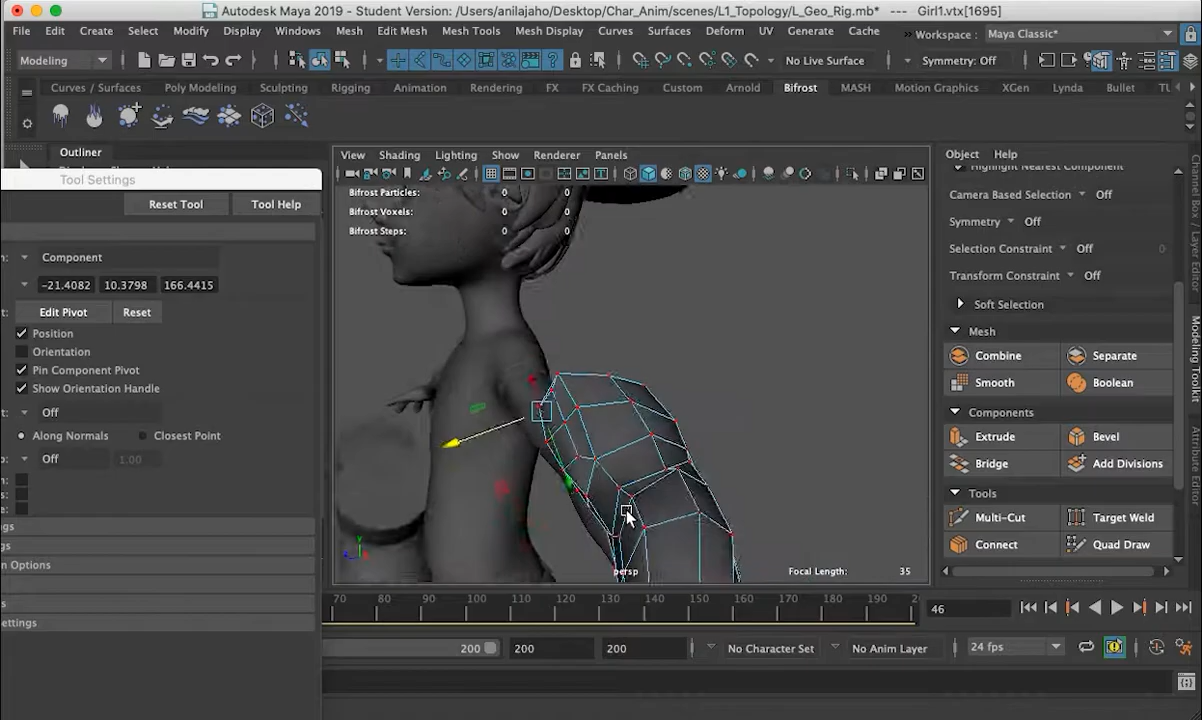 Autodesk Maya 2019 - Student Version: /Users/anilajaho/Desktop/Char_Anim/scenes/L1_Topology/L_Geo_Rig.mb* --- Girl1.vtx[1695]
File Edit Create Select Modify Display Windows Mesh Edit Mesh Mesh Tools Mesh Display Curves Surfaces Deform UV Generate Cache Workspace : Maya Classic*
Modeling No Live Surface Symmetry: Off
Curves / Surfaces Poly Modeling Sculpting Rigging Animation Rendering FX FX Caching Custom Arnold Bifrost MASH Motion Graphics XGen Lynda Bullet
Outliner
Tool Settings
Reset Tool Tool Help
Component
-21.4082 10.3798 166.4415
Edit Pivot Reset
Position
Orientation
Pin Component Pivot
Show Orientation Handle
Off
Along Normals Closest Point
Off 1.00
View Shading Lighting Show Renderer Panels
Bifrost Particles: 0 0
Bifrost Voxels: 0 0
Bifrost Steps: 0 0
persp Focal Length: 35
Object Help
Highlight Nearest Component
Camera Based Selection Off
Symmetry Off
Selection Constraint Off 0
Transform Constraint Off
Soft Selection
Mesh
Combine Separate
Smooth Boolean
Components
Extrude Bevel
Bridge Add Divisions
Tools
Multi-Cut Target Weld
Connect Quad Draw
Channel Box / Layer Editor
Modeling Toolkit
Attribute Editor
70 80 90 100 110 120 130 140 150 160 170 180 190 46
200 200 200 No Character Set No Anim Layer 24 fps